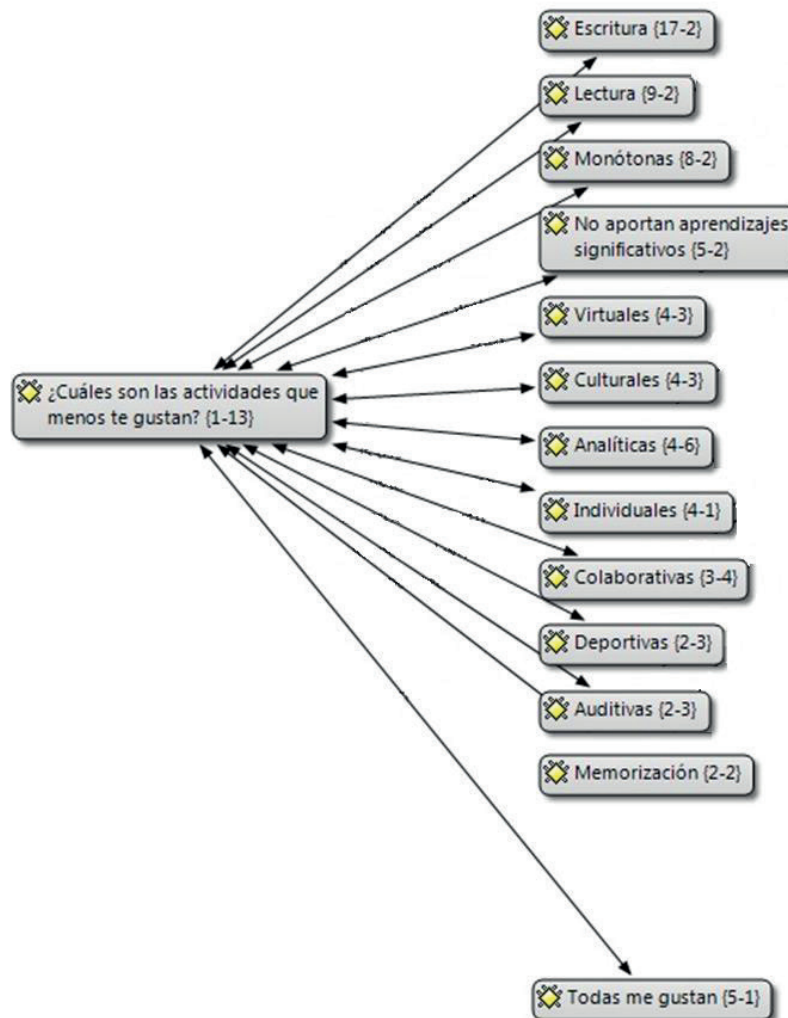 Escritura {17-2}
Lectura {9-2}
Monótonas {8-2}
No aportan aprendizajes
significativos {5-2}
Virtuales {4-3}
¿Cuáles son las actividades que
menos te gustan? {1-13}
Culturales {4-3}
Analíticas {4-6}
Individuales {4-1}
Colaborativas {3-4}
Deportivas {2-3}
Auditivas {2-3}
Memorización {2-2}
Todas me gustan {5-1}